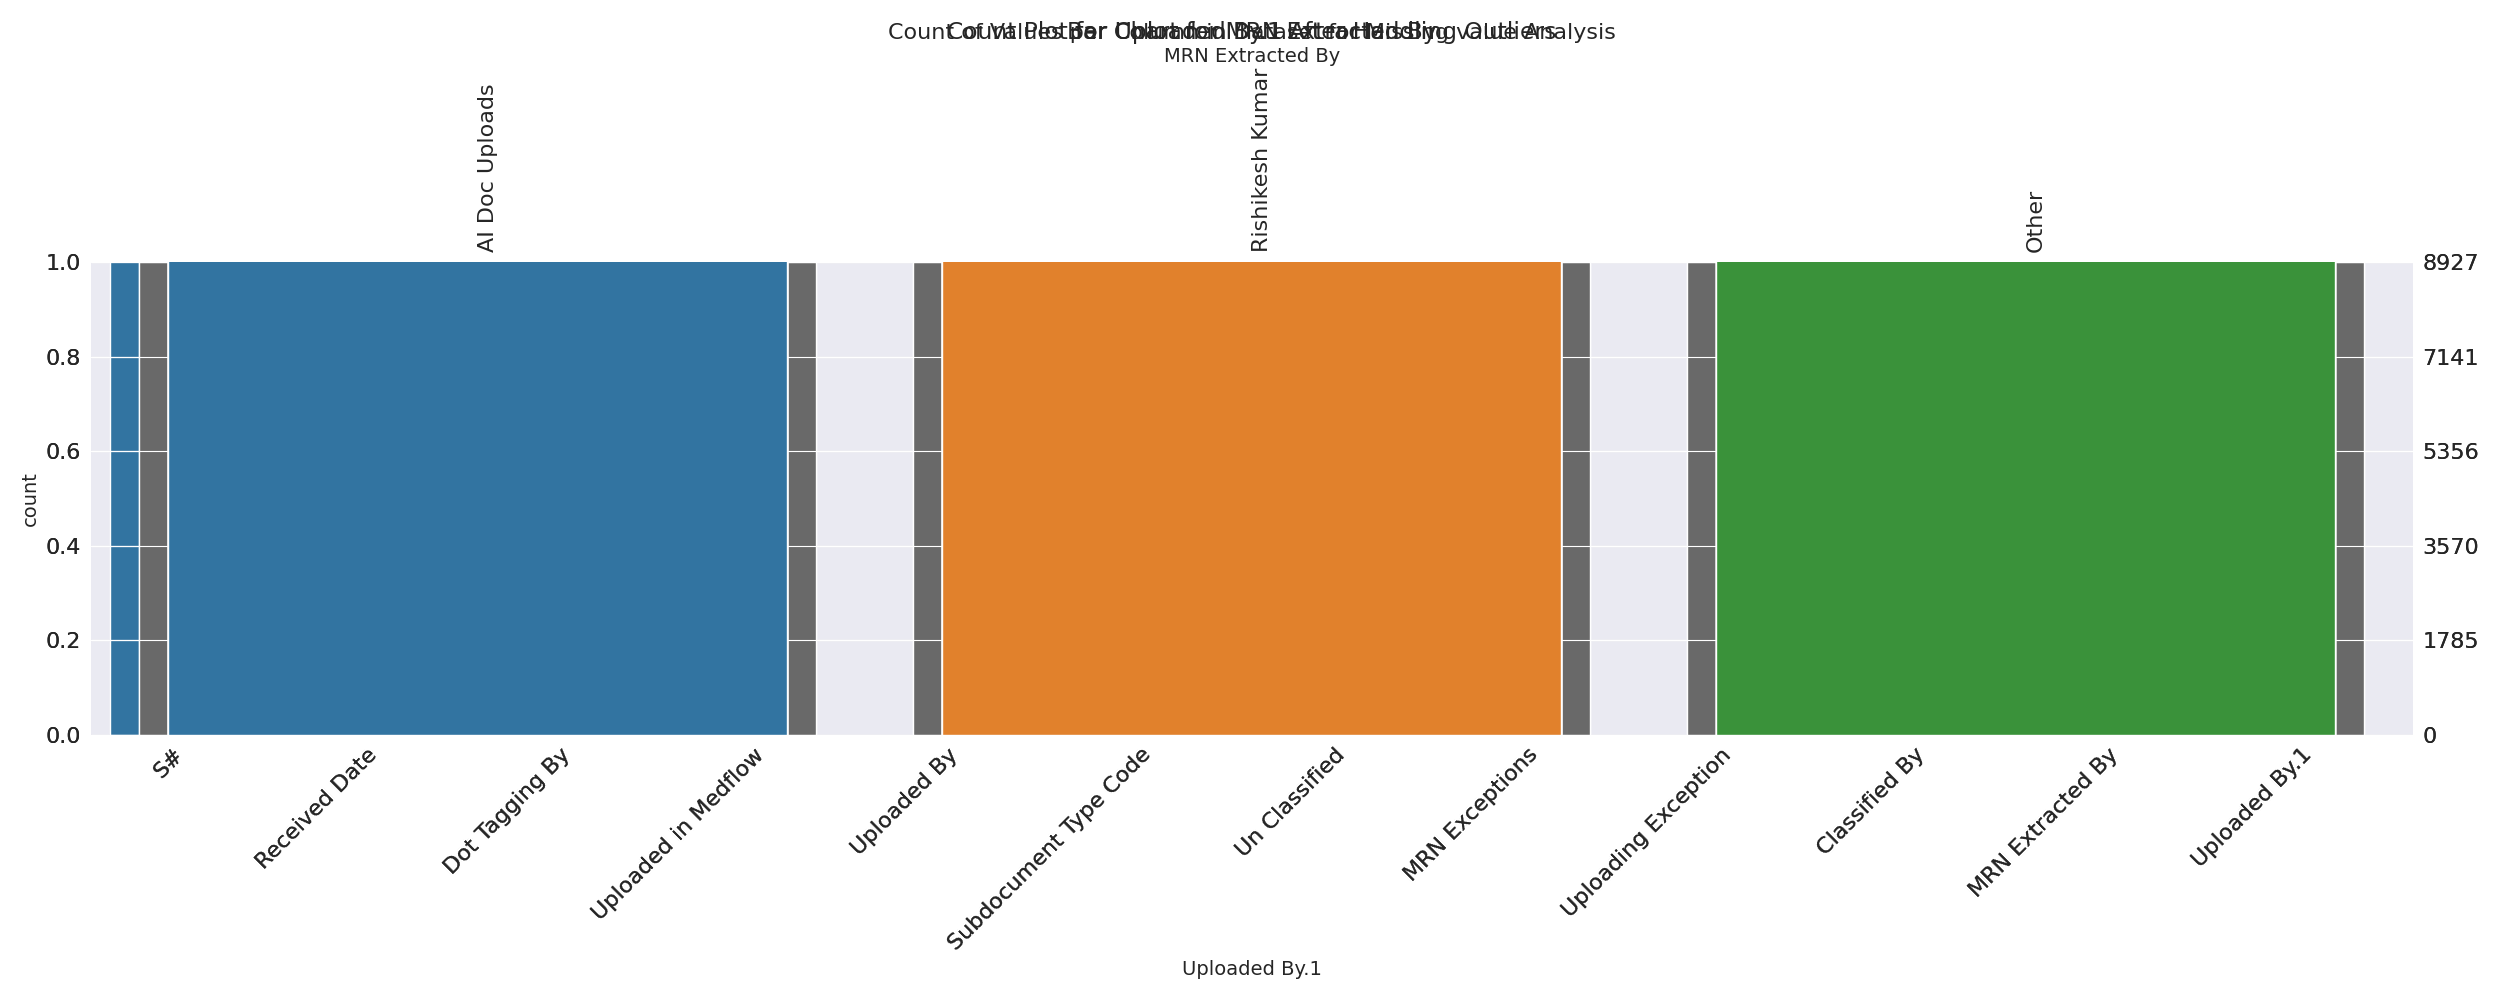 MRN Extracted By
AI Doc Uploads
Rishikesh Kumar
Other
1.0
0.8
0.6
0.4
0.2
0.0
count
8927
7141
5356
3570
1785
0
S#
Received Date
Dot Tagging By
Uploaded in Medflow
Uploaded By
Subdocument Type Code
Un Classified
MRN Exceptions
Uploading Exception
Classified By
MRN Extracted By
Uploaded By.1
Uploaded By.1